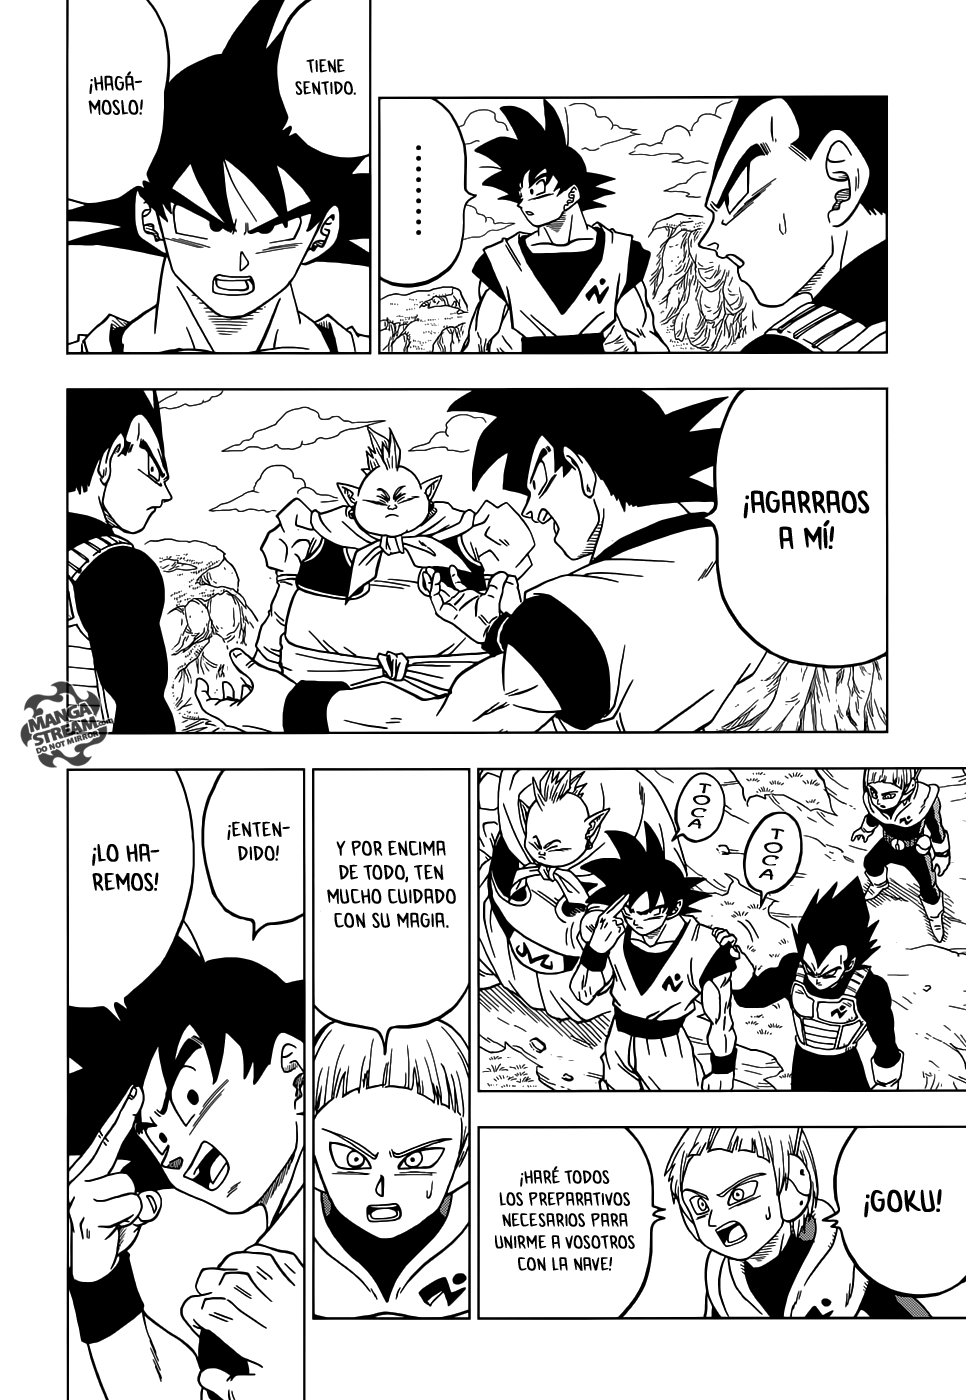 ………
TIENE
SENTIDO.
¡HAGÁ-
MOSLO!
¡AGARRAOS
A MÍ!
MANGA
STREAM.com
DO NOT MIRROR
TOCA
TOCA
¡GOKU!
¡HARÉ TODOS
LOS PREPARATIVOS
NECESARIOS PARA
UNIRME A VOSOTROS
CON LA NAVE!
Y POR ENCIMA
DE TODO, TEN
MUCHO CUIDADO
CON SU MAGIA.
¡ENTEN-
DIDO!
¡LO HA-
REMOS!